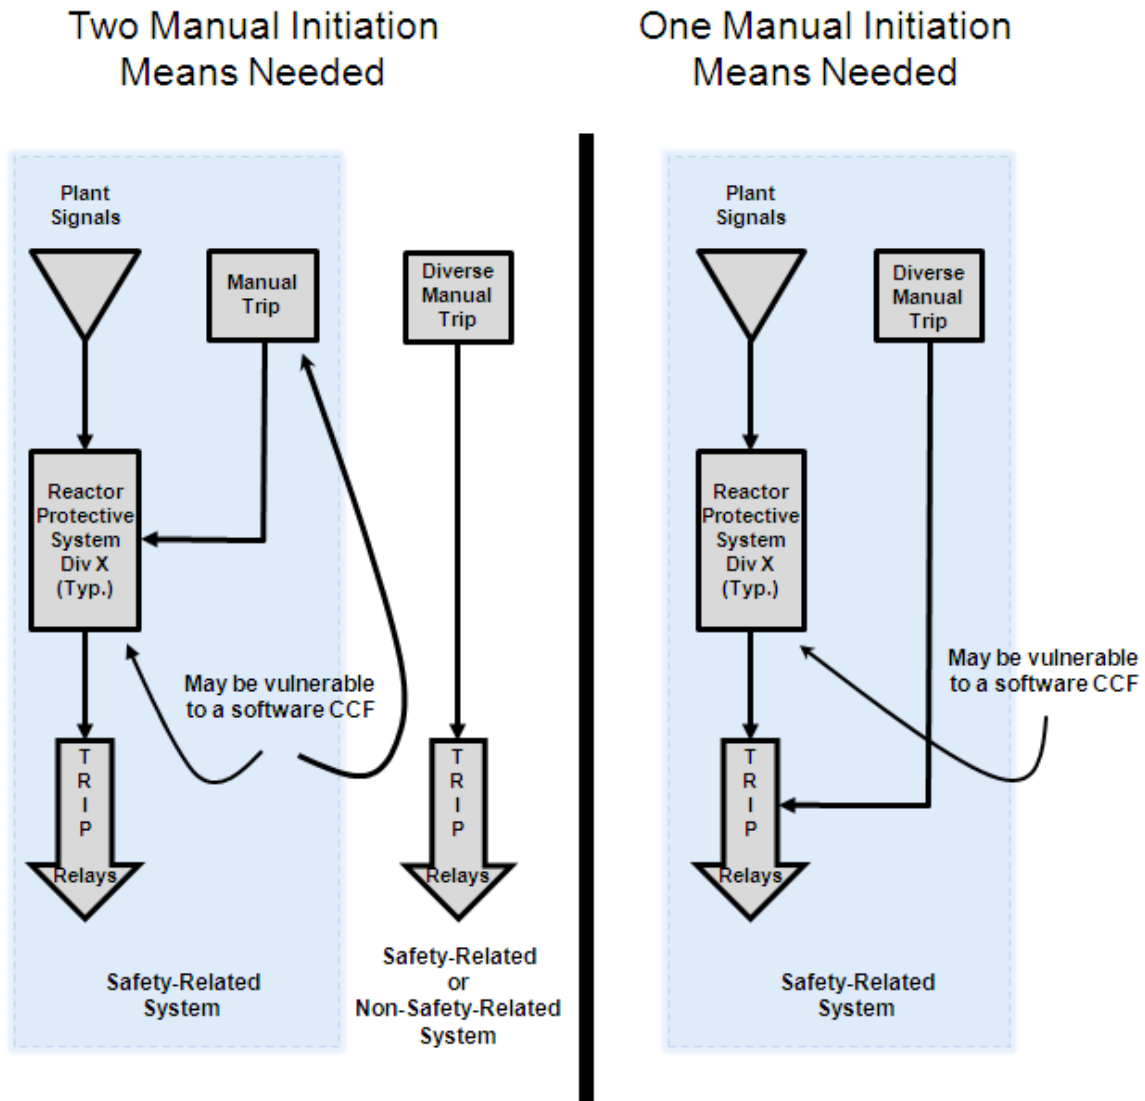 Two Manual Initiation
Means Needed
Plant
Signals
Manual
Trip
Diverse
Manual
Trip
Reactor
Protective
System
Div X
(Typ.)
May be vulnerable
to a software CCF
T
R
I
P
Relays
T
R
I
P
Relays
Safety-Related
System
Safety-Related
or
Non-Safety-Related
System
One Manual Initiation
Means Needed
Plant
Signals
Diverse
Manual
Trip
Reactor
Protective
System
Div X
(Typ.)
May be vulnerable
to a software CCF
T
R
I
P
Relays
Safety-Related
System